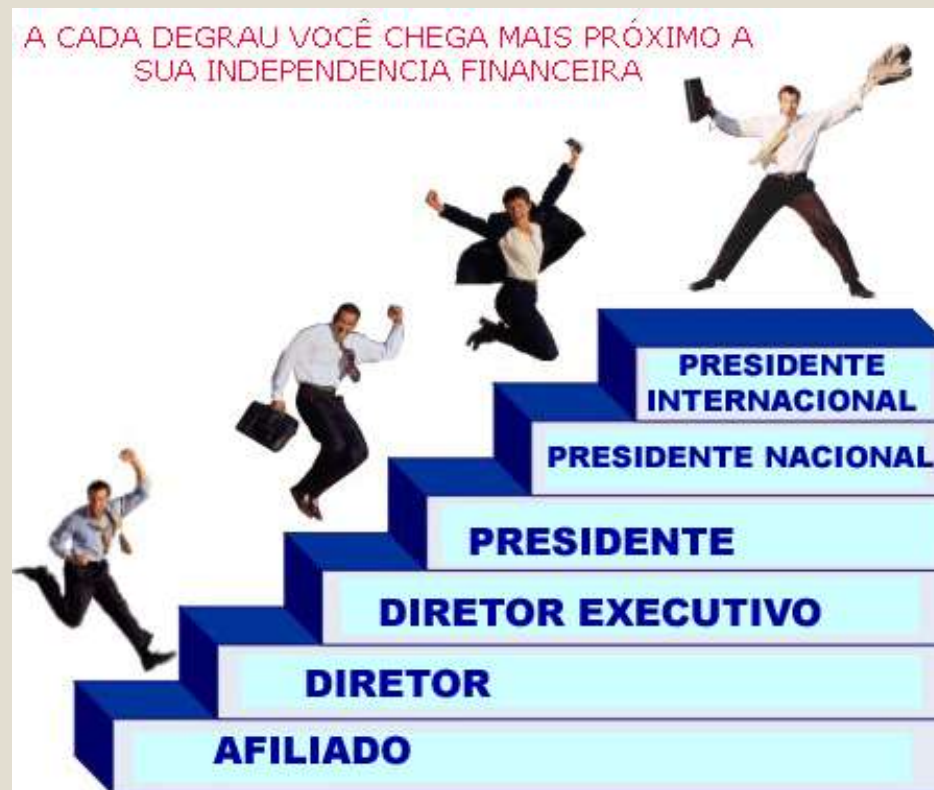 A CADA DEGRAU VOCÊ CHEGA MAIS PRÓXIMO A
SUA INDEPENDENCIA FINANCEIRA
PRESIDENTE
INTERNACIONAL
PRESIDENTE NACIONAL
PRESIDENTE
DIRETOR EXECUTIVO
DIRETOR
AFILIADO